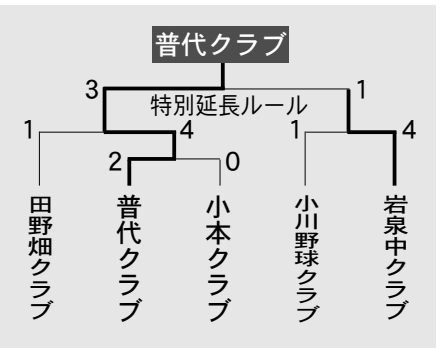 普代クラブ
3 1
特別延長ルール
1 4 1 4
2 0
田野畑クラブ
普代クラブ
小本クラブ
小川野球クラブ
岩泉中クラブ